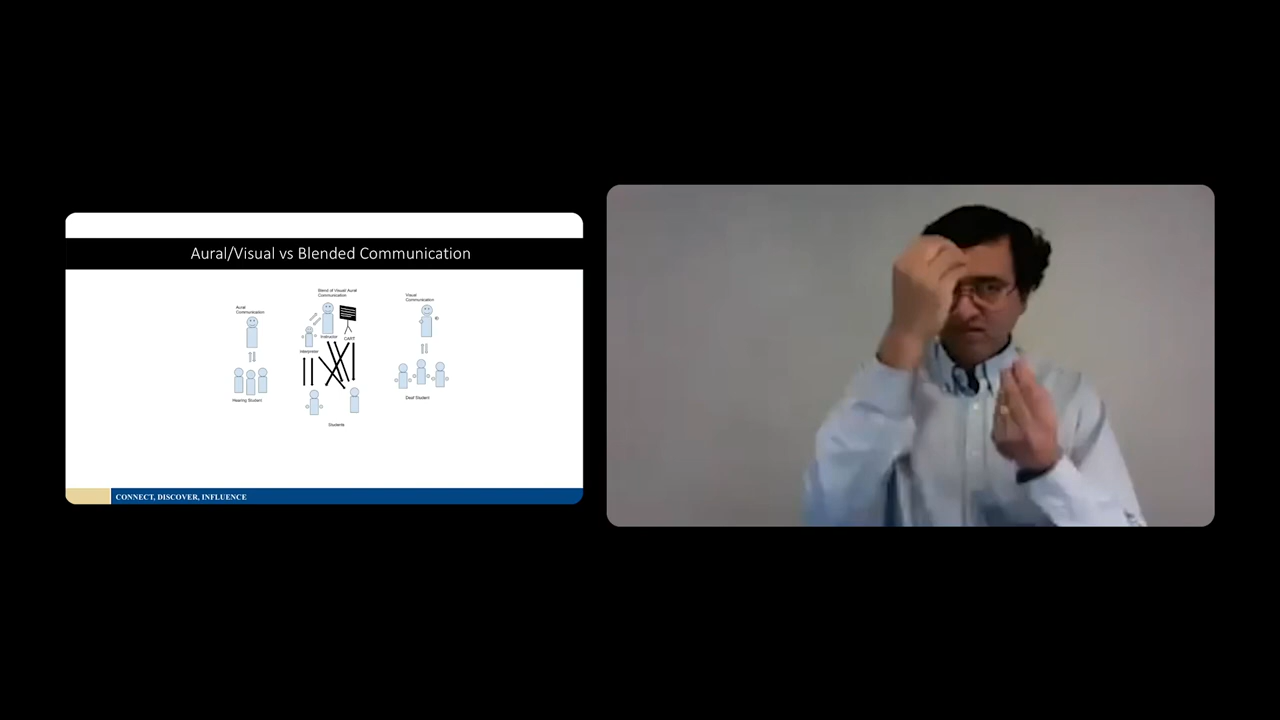 Aural/Visual vs Blended Communication
Aural
Communication
Hearing Student
Blend of Visual/ Aural
Communication
Instructor
CART
Interpreter
Students
Visual
Communication
Deaf Student
CONNECT, DISCOVER, INFLUENCE